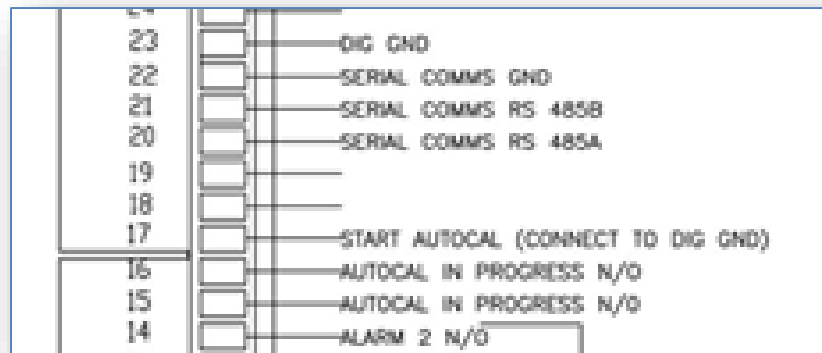 24
23 DIG GND
22 SERIAL COMMS GND
21 SERIAL COMMS RS 485B
20 SERIAL COMMS RS 485A
19
18
17 START AUTOCAL (CONNECT TO DIG GND)
16 AUTOCAL IN PROGRESS N/O
15 AUTOCAL IN PROGRESS N/O
14 ALARM 2 N/O